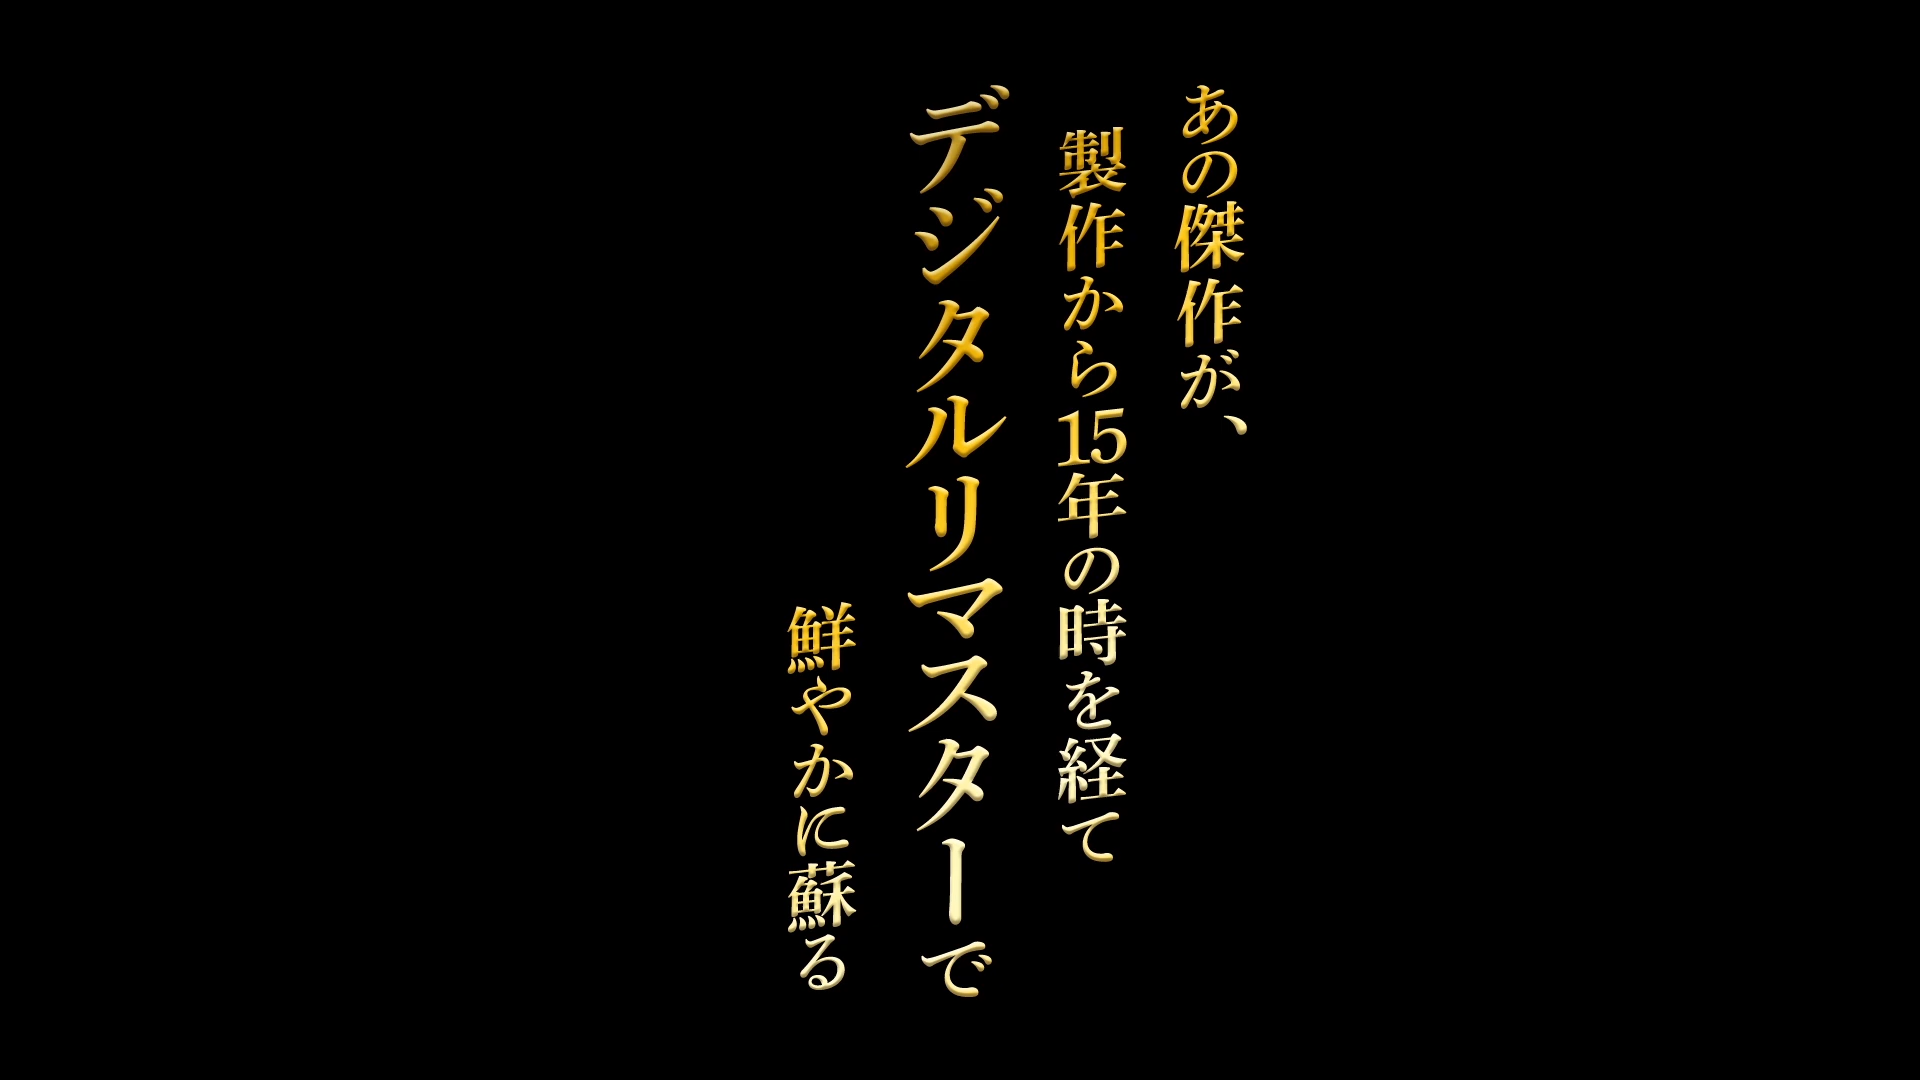 あの傑作が、
製作から15年の時を経て
デジタルリマスターで
鮮やかに蘇る